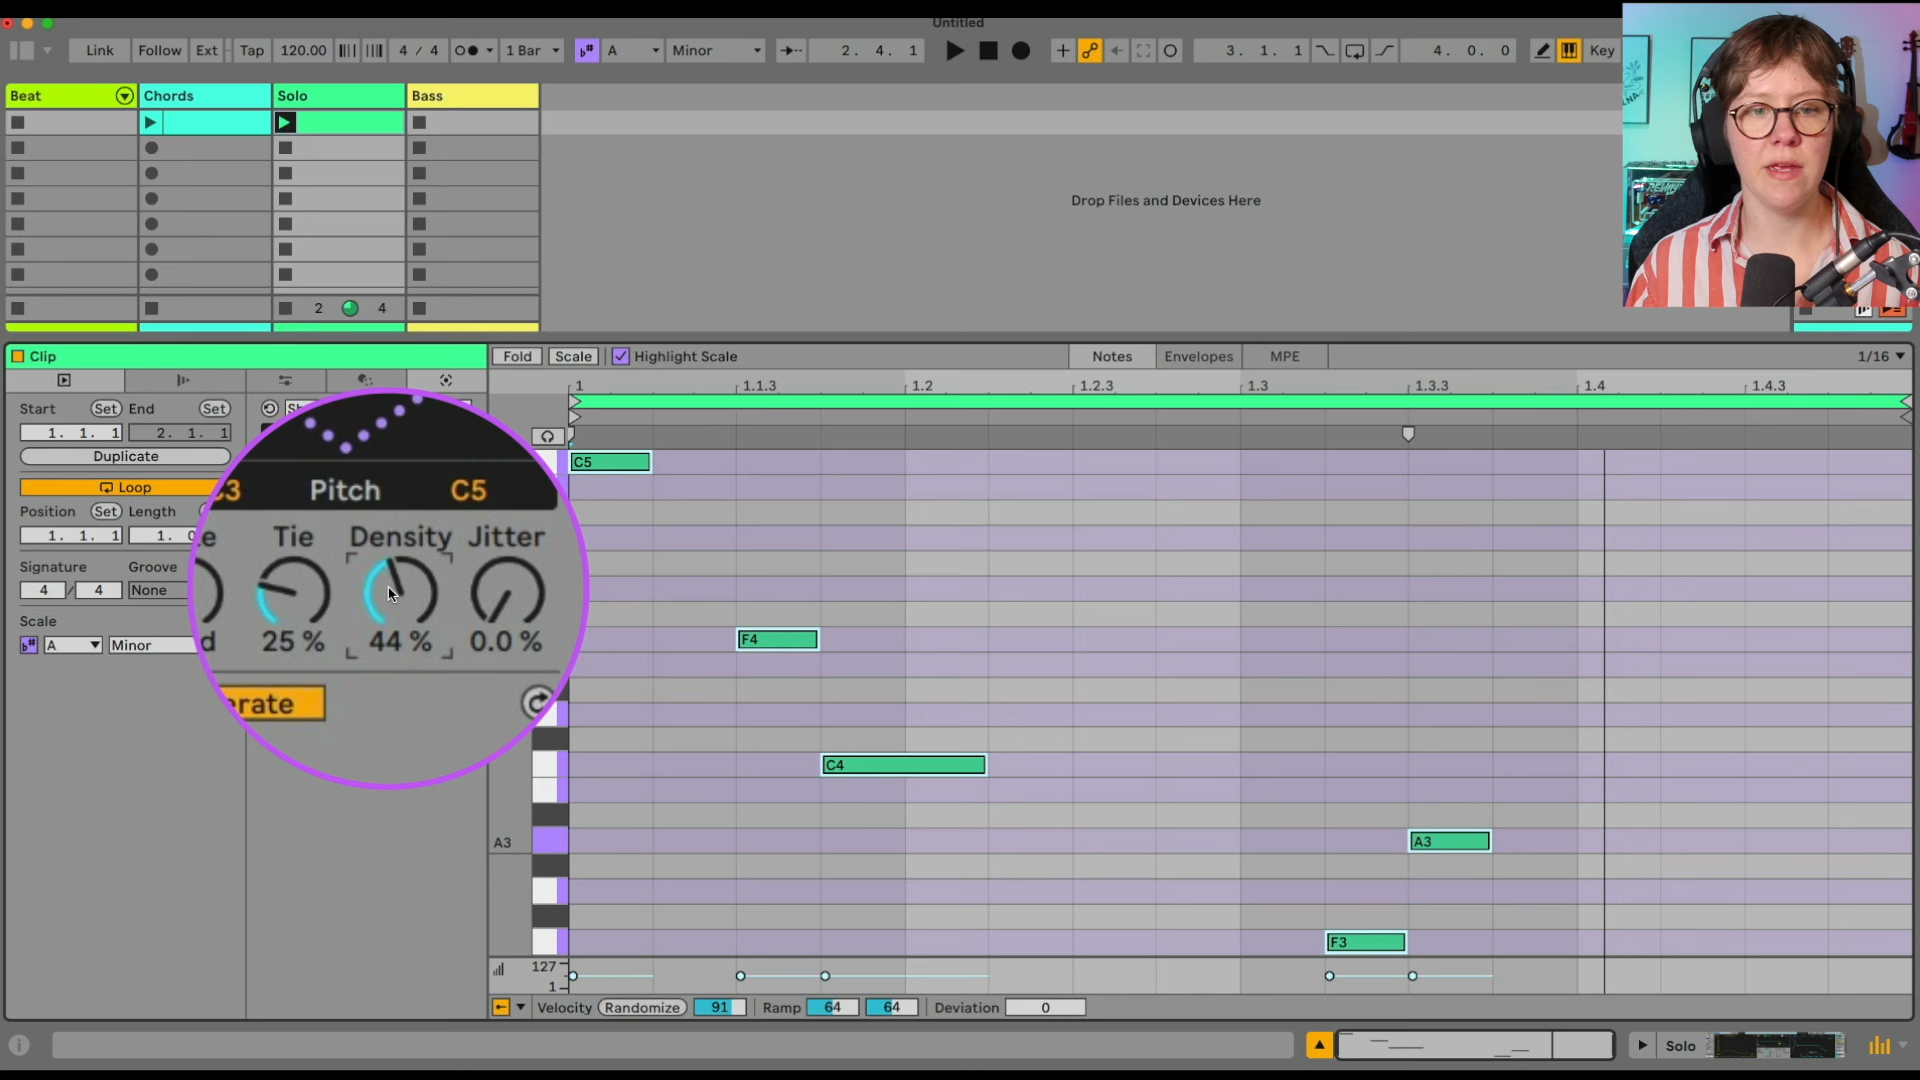 Untitled
Link Follow Ext Tap 120.00 4 / 4 1 Bar A Minor 2. 4. 1 3. 1. 1 4. 0. 0 Key
Beat Chords Solo Bass
Drop Files and Devices Here
2 4
Clip Fold Scale Highlight Scale Notes Envelopes MPE 1/16
1 1.1.3 1.2 1.2.3 1.3 1.3.3 1.4 1.4.3
Start Set End Set
1. 1. 1 2. 1. 1
Duplicate
Loop
Position Set Length
1. 1. 1 1.
Signature Groove
4 / 4 None
Scale
A Minor
Pitch C5
Tie Density Jitter
25 % 44 % 0.0 %
erate
C5
F4
C4
A3 A3
F3
127
1
Velocity Randomize 91 Ramp 64 64 Deviation 0
Solo